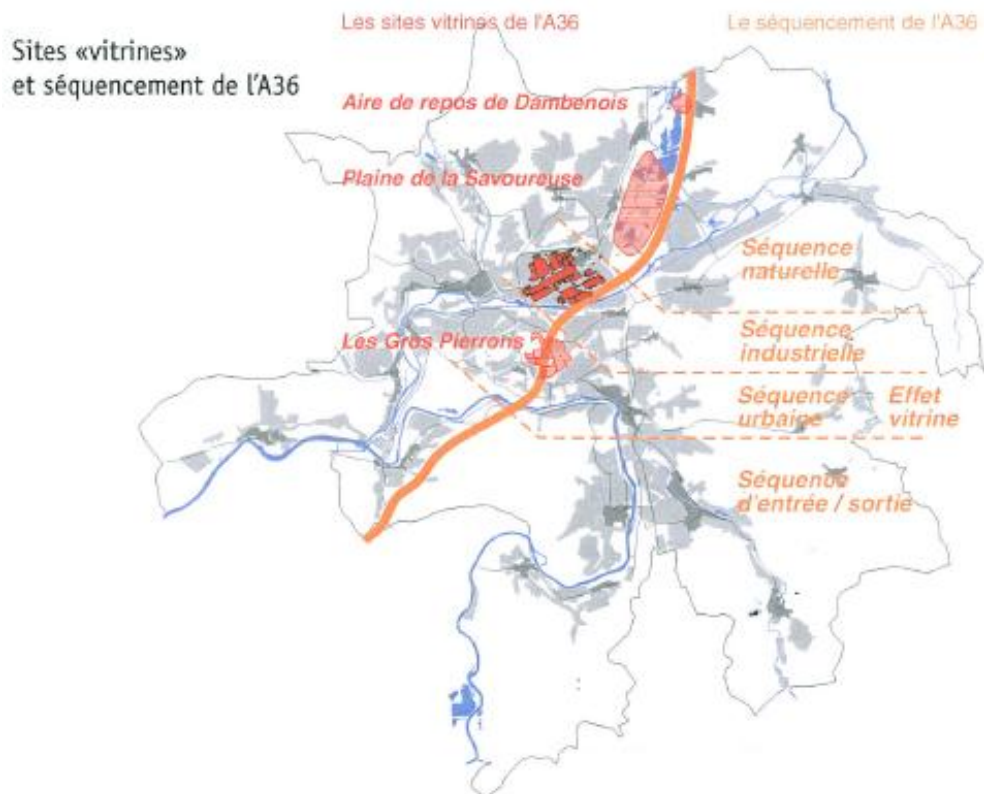 Sites «vitrines»
et séquencement de l'A36
Les sites vitrines de l'A36
Le séquencement de l'A36
Aire de repos de Dambenois
Plaine de la Savoureuse
Les Gros Pierrons
Séquence
naturelle
Séquence
industrielle
Séquence
urbaine
Effet
vitrine
Séquence
d'entrée / sortie